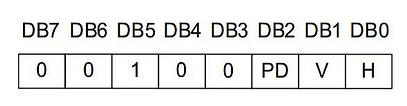 DB7 DB6 DB5 DB4 DB3 DB2 DB1 DB0
0 0 1 0 0 PD V H